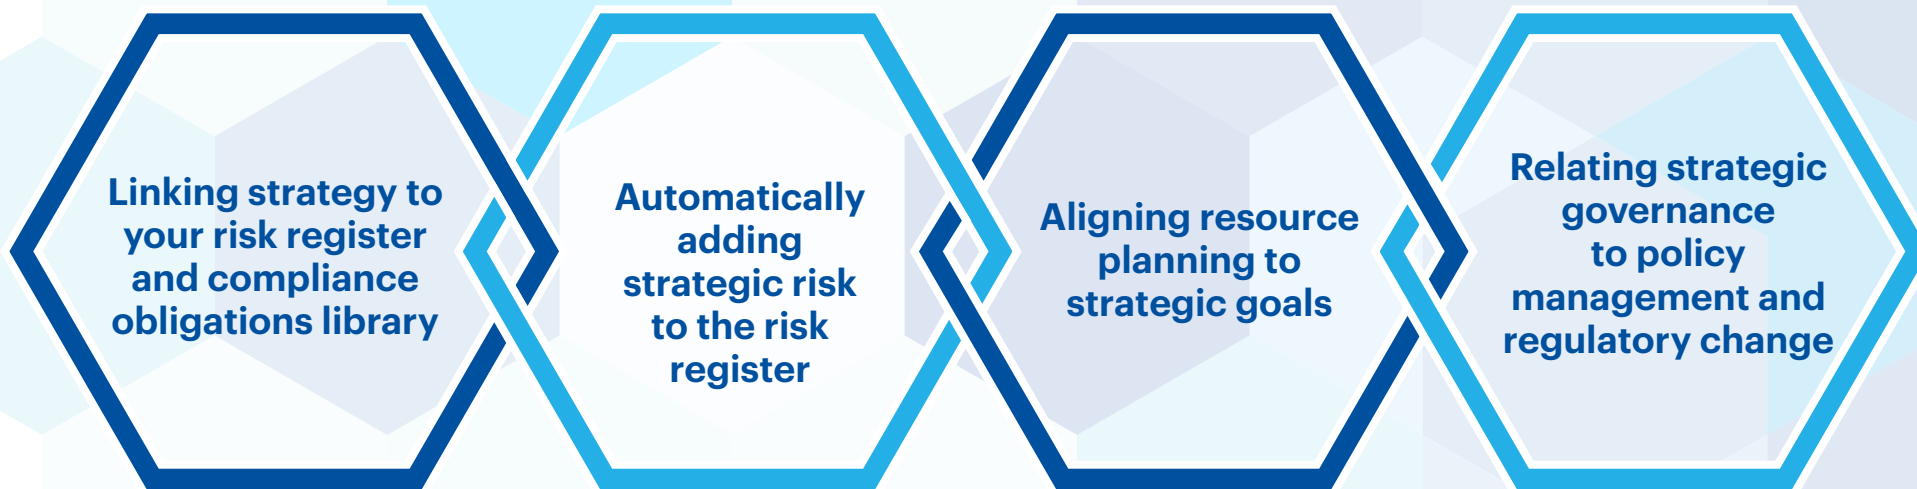 Linking strategy to
your risk register
and compliance
obligations library
Automatically
adding
strategic risk
to the risk
register
Aligning resource
planning to
strategic goals
Relating strategic
governance
to policy
management and
regulatory change